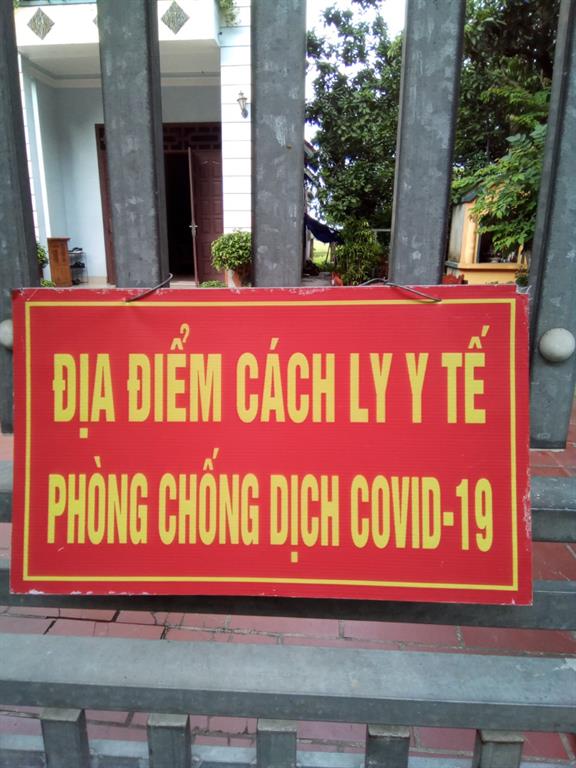 ĐỊA ĐIỂM CÁCH LY Y TẾ
PHÒNG CHỐNG DỊCH COVID-19